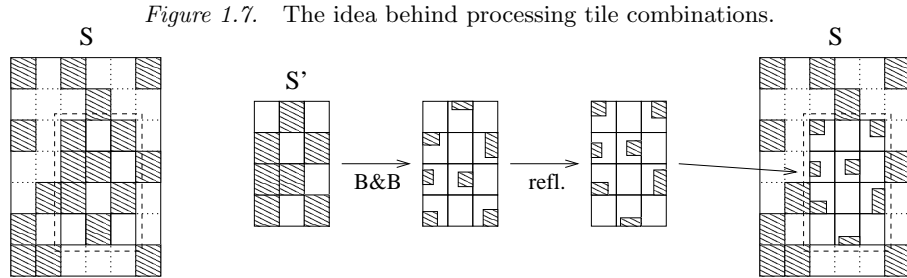 Figure 1.7. The idea behind processing tile combinations.
S
S'
B&B
refl.
S